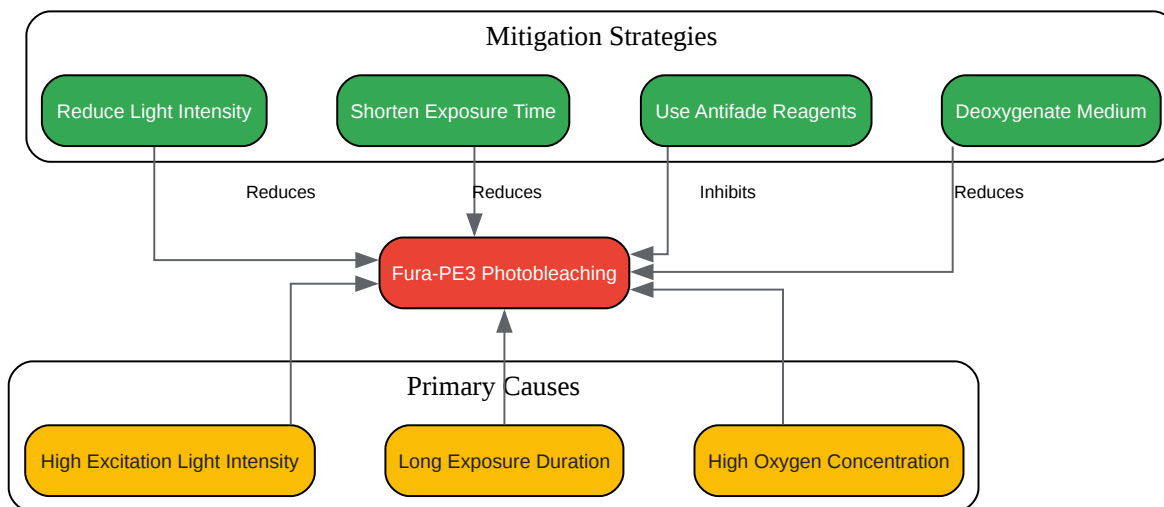 Mitigation Strategies
Reduce Light Intensity
Shorten Exposure Time
Use Antifade Reagents
Deoxygenate Medium
Reduces
Reduces
Inhibits
Reduces
Fura-PE3 Photobleaching
Primary Causes
High Excitation Light Intensity
Long Exposure Duration
High Oxygen Concentration